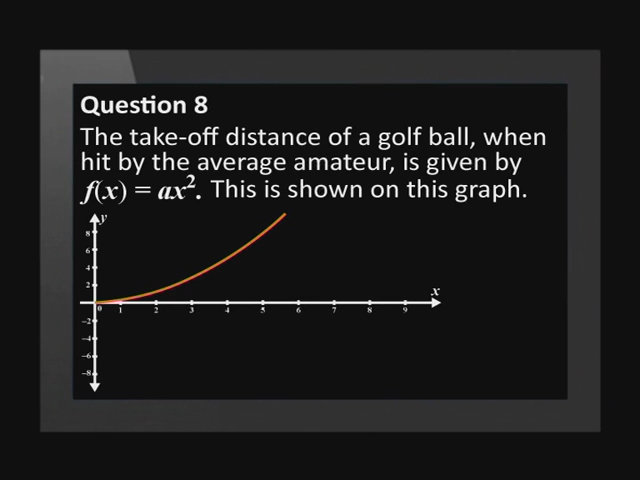 Question 8
The take-off distance of a golf ball, when
hit by the average amateur, is given by
f(x) = ax². This is shown on this graph.
y
8
6
4
2
x
0 1 2 3 4 5 6 7 8 9
–2
–4
–6
–8